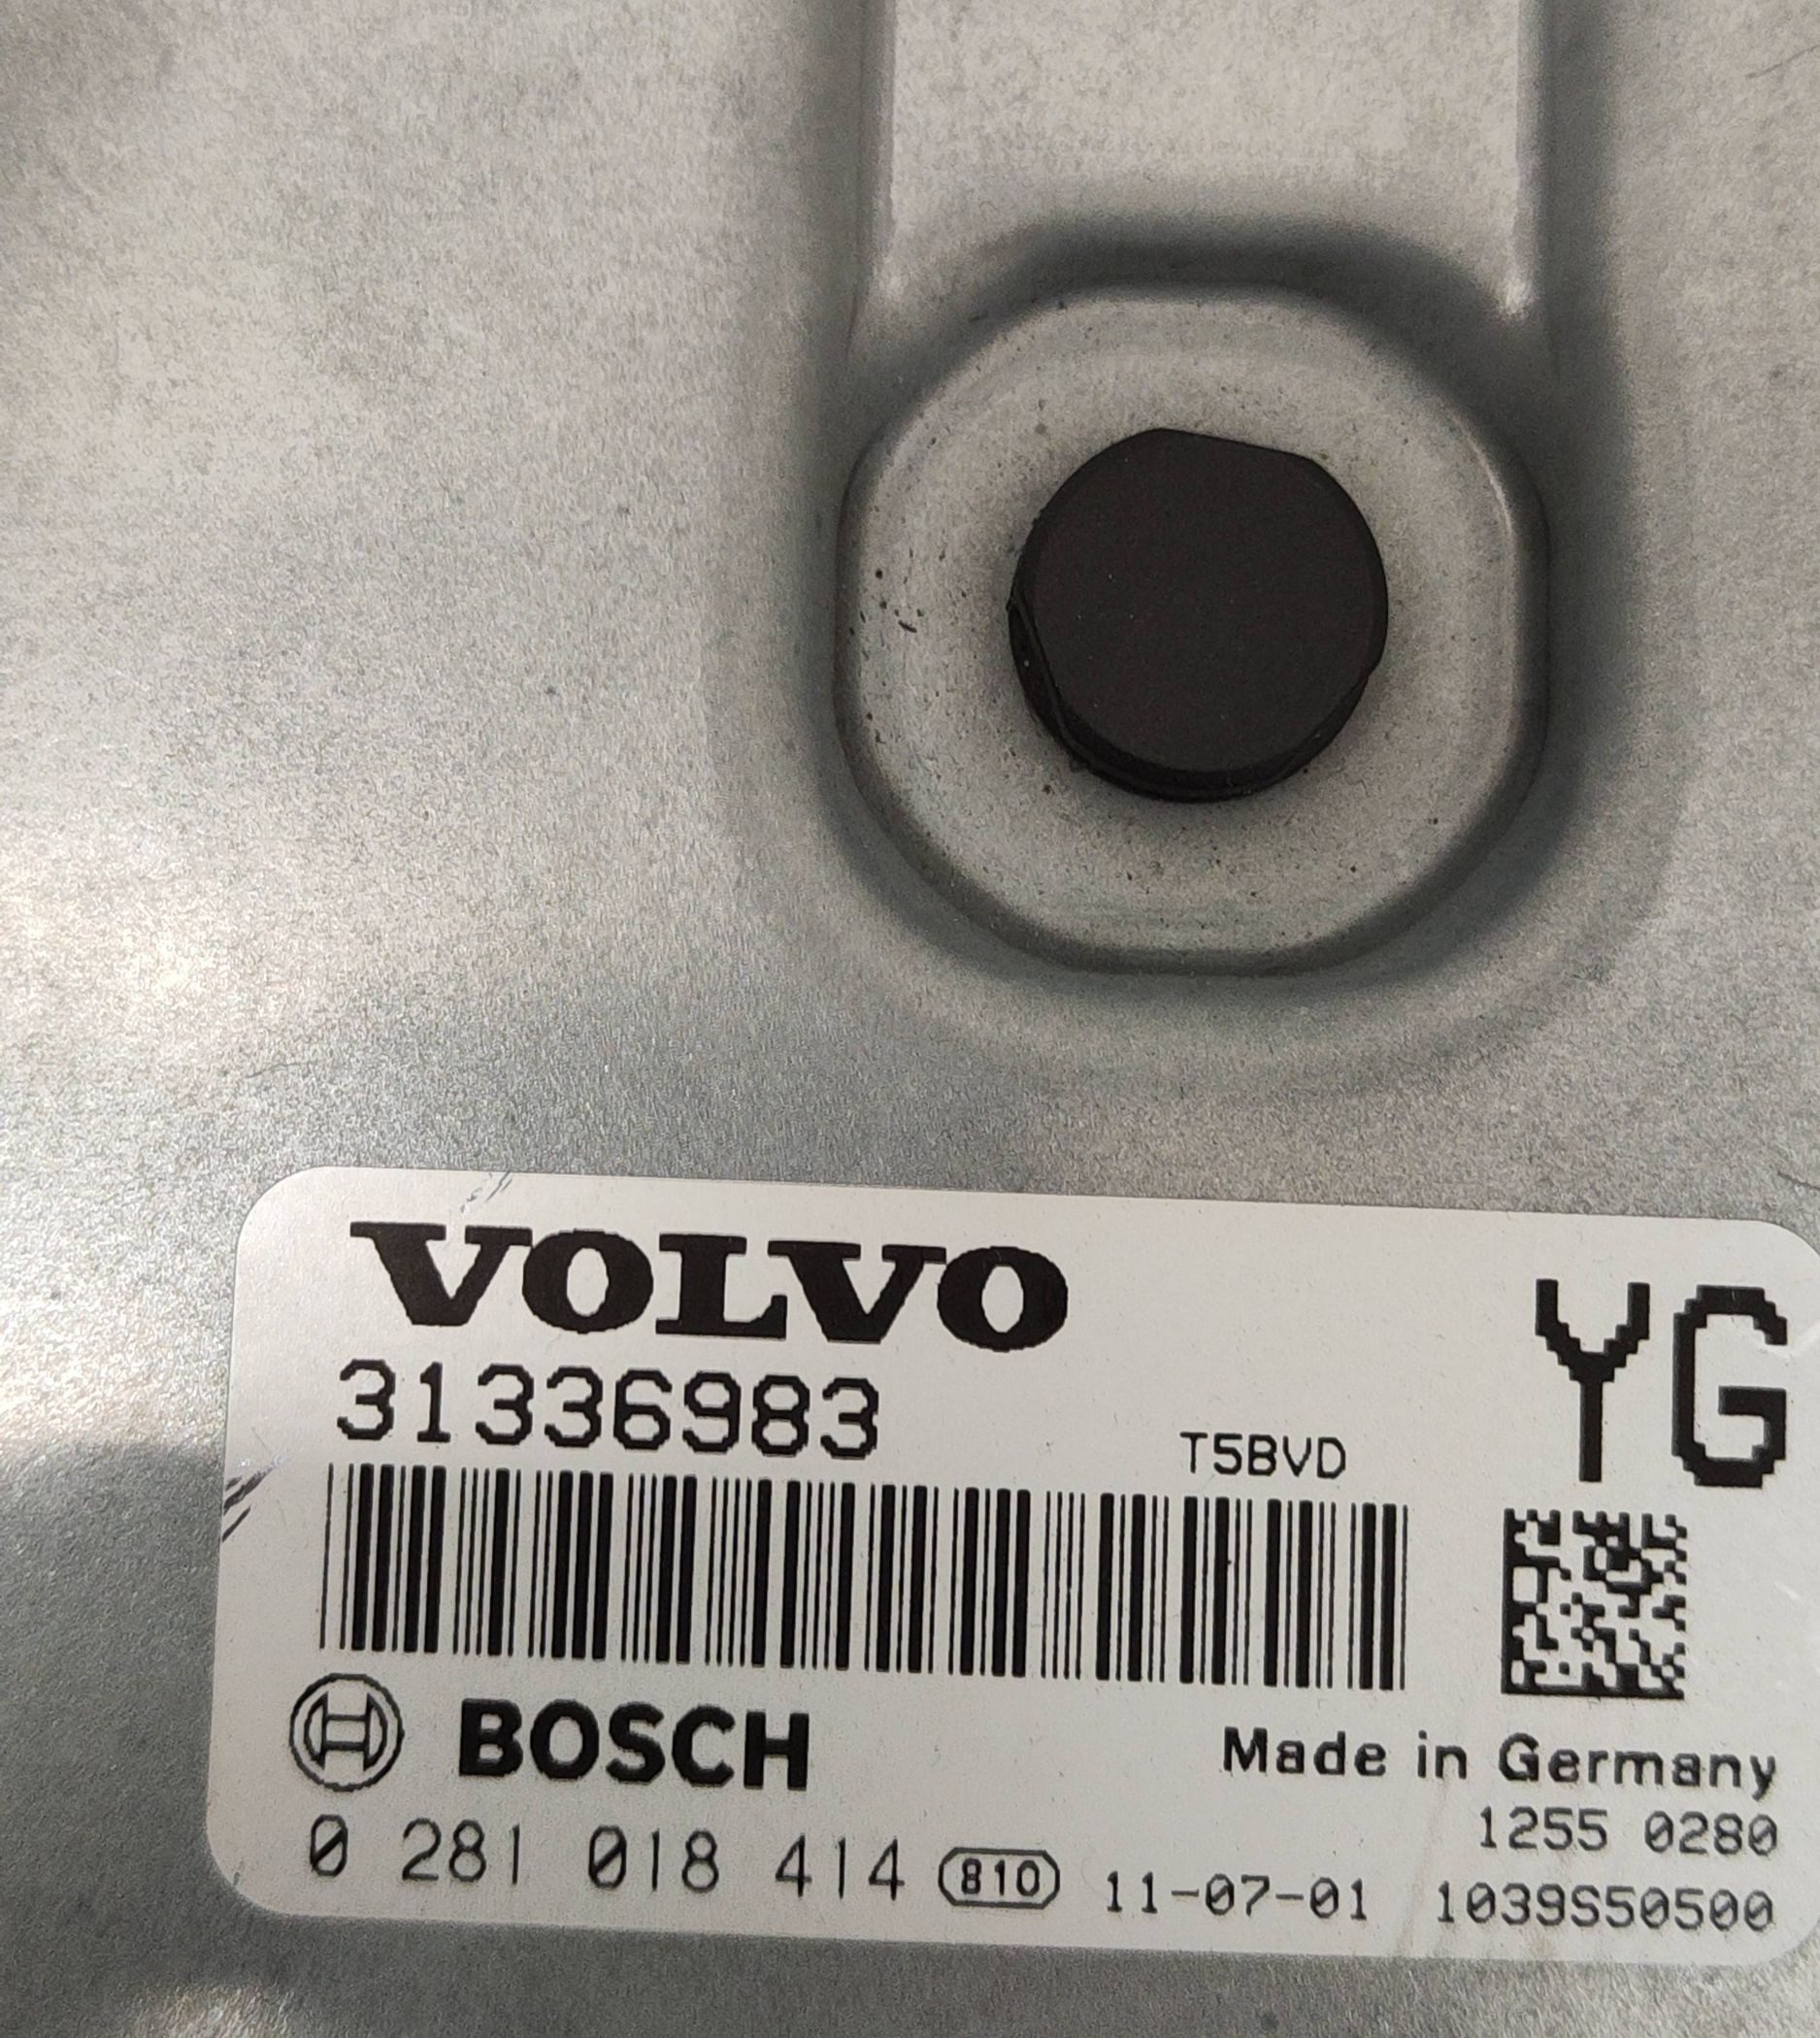 VOLVO
YG
31336983
T5BVD
BOSCH
Made in Germany
1255 0280
0 281 018 414 810 11-07-01 1039S50500